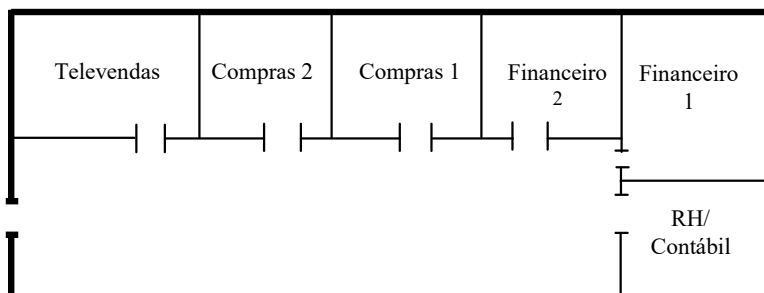 Televendas
Compras 2
Compras 1
Financeiro
2
Financeiro
1
RH/
Contábil